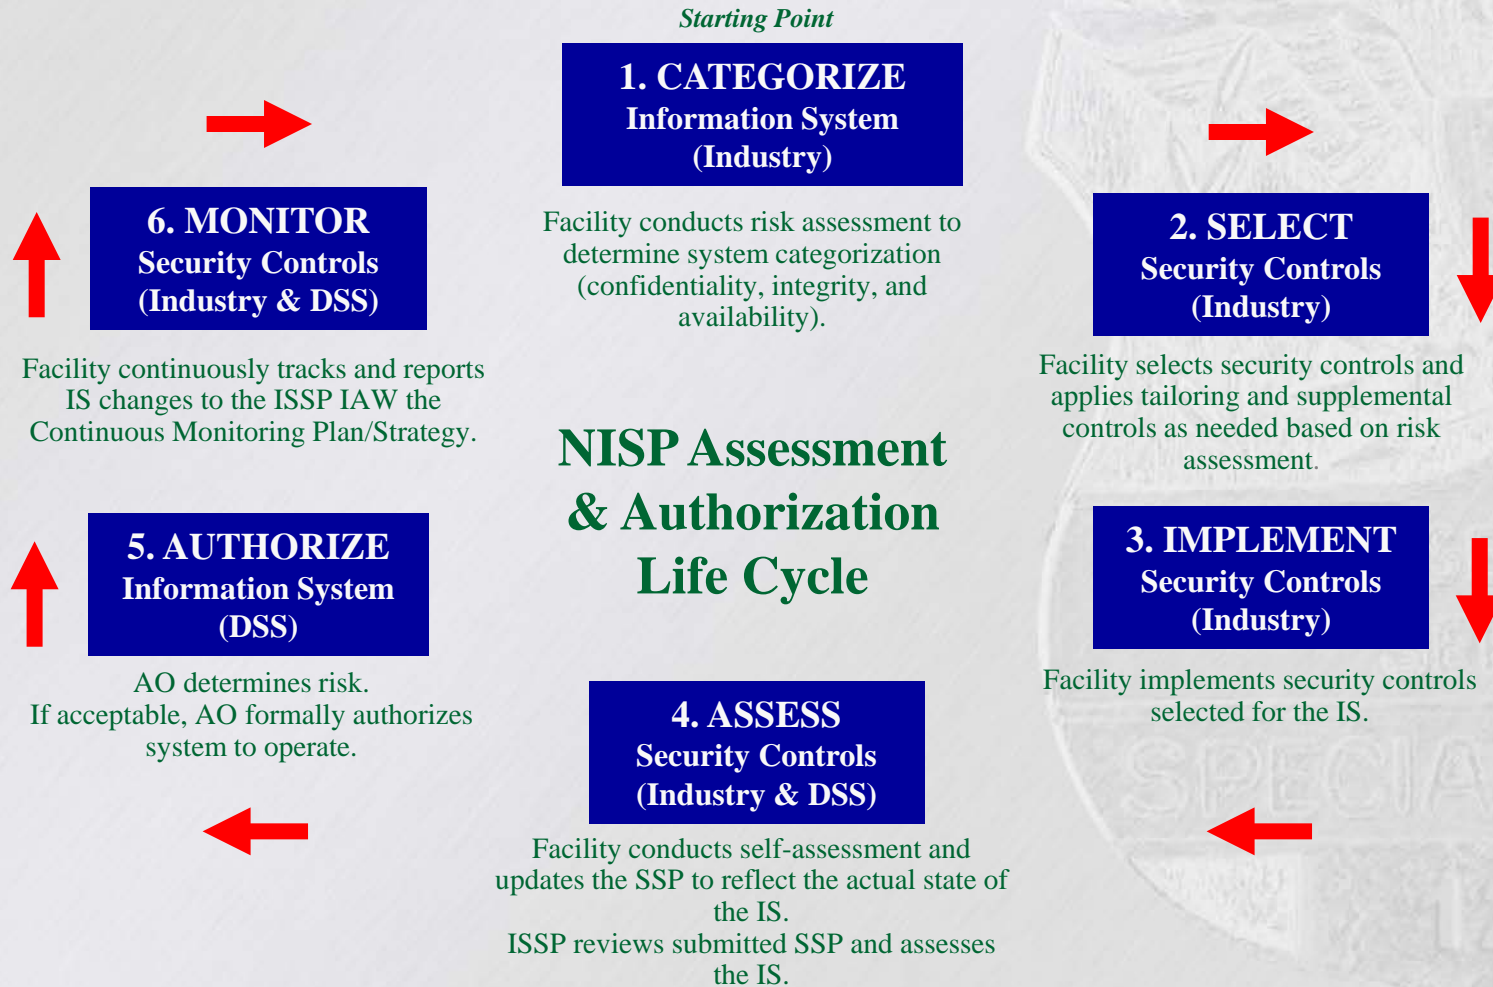 Starting Point
1. CATEGORIZE
Information System
(Industry)
Facility conducts risk assessment to
determine system categorization
(confidentiality, integrity, and
availability).
2. SELECT
Security Controls
(Industry)
Facility selects security controls and
applies tailoring and supplemental
controls as needed based on risk
assessment.
3. IMPLEMENT
Security Controls
(Industry)
Facility implements security controls
selected for the IS.
4. ASSESS
Security Controls
(Industry & DSS)
Facility conducts self-assessment and
updates the SSP to reflect the actual state of
the IS.
ISSP reviews submitted SSP and assesses
the IS.
5. AUTHORIZE
Information System
(DSS)
AO determines risk.
If acceptable, AO formally authorizes
system to operate.
6. MONITOR
Security Controls
(Industry & DSS)
Facility continuously tracks and reports
IS changes to the ISSP IAW the
Continuous Monitoring Plan/Strategy.
NISP Assessment
& Authorization
Life Cycle
SPECIA